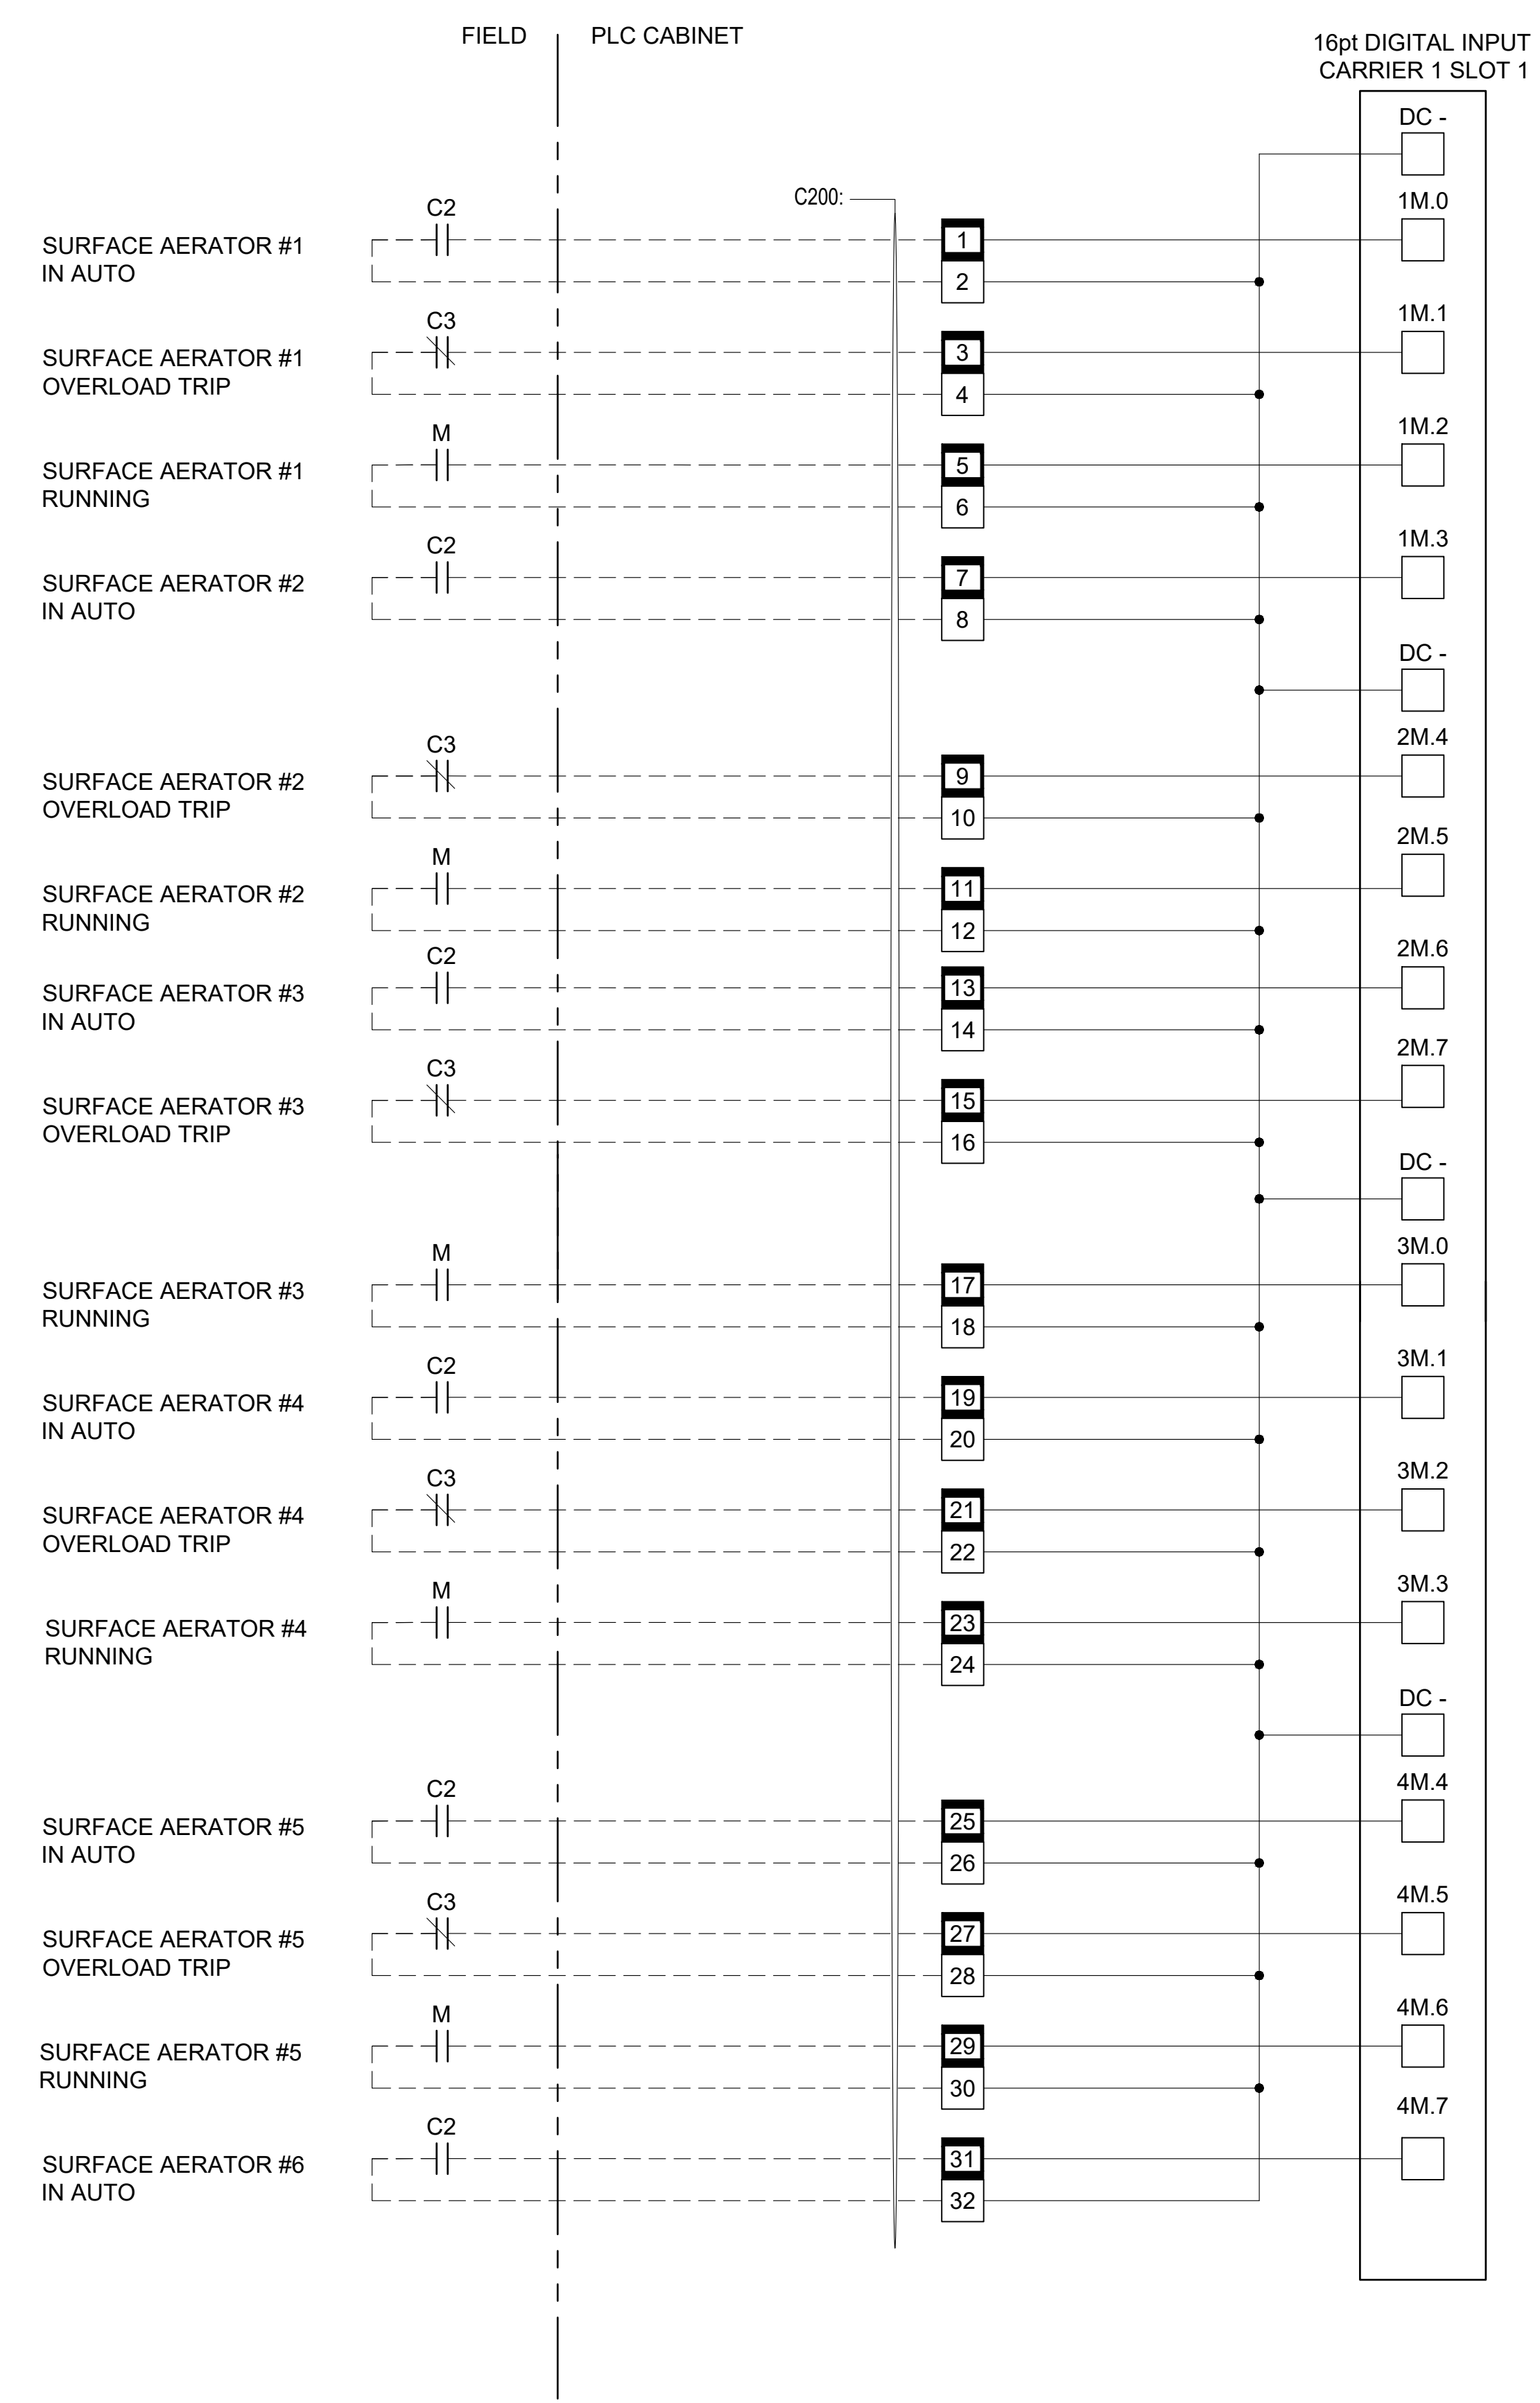 FIELD
PLC CABINET
16pt DIGITAL INPUT
CARRIER 1 SLOT 1
DC -
C200:
1M.0
C2
SURFACE AERATOR #1
IN AUTO
1
2
1M.1
C3
SURFACE AERATOR #1
OVERLOAD TRIP
3
4
1M.2
M
SURFACE AERATOR #1
RUNNING
5
6
1M.3
C2
SURFACE AERATOR #2
IN AUTO
7
8
DC -
2M.4
C3
SURFACE AERATOR #2
OVERLOAD TRIP
9
10
2M.5
M
SURFACE AERATOR #2
RUNNING
11
12
2M.6
C2
SURFACE AERATOR #3
IN AUTO
13
14
2M.7
C3
SURFACE AERATOR #3
OVERLOAD TRIP
15
16
DC -
3M.0
M
SURFACE AERATOR #3
RUNNING
17
18
3M.1
C2
SURFACE AERATOR #4
IN AUTO
19
20
3M.2
C3
SURFACE AERATOR #4
OVERLOAD TRIP
21
22
3M.3
M
SURFACE AERATOR #4
RUNNING
23
24
DC -
4M.4
C2
SURFACE AERATOR #5
IN AUTO
25
26
4M.5
C3
SURFACE AERATOR #5
OVERLOAD TRIP
27
28
4M.6
M
SURFACE AERATOR #5
RUNNING
29
30
4M.7
C2
SURFACE AERATOR #6
IN AUTO
31
32